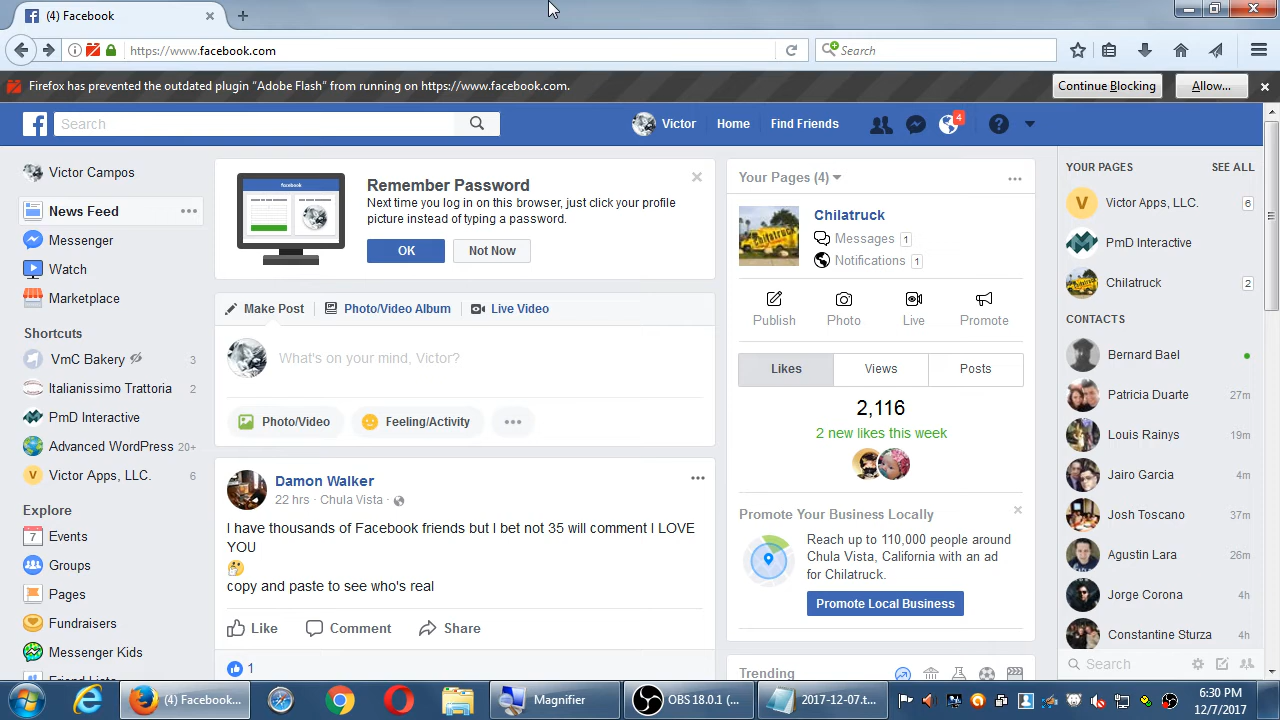 (4) Facebook
https://www.facebook.com
Search
Firefox has prevented the outdated plugin "Adobe Flash" from running on https://www.facebook.com.
Continue Blocking
Allow...
Search
Victor
Home
Find Friends
4
Victor Campos
News Feed
Messenger
Watch
Marketplace
Shortcuts
VmC Bakery 3
Italianissimo Trattoria 2
PmD Interactive
Advanced WordPress 20+
Victor Apps, LLC. 6
Explore
7 Events
Groups
Pages
Fundraisers
Messenger Kids
Friend Lists
facebook
Remember Password
Next time you log in on this browser, just click your profile
picture instead of typing a password.
OK
Not Now
Make Post
Photo/Video Album
Live Video
What's on your mind, Victor?
Photo/Video
Feeling/Activity
Damon Walker
22 hrs · Chula Vista ·
I have thousands of Facebook friends but I bet not 35 will comment I LOVE
YOU
copy and paste to see who's real
Like
Comment
Share
1
Your Pages (4)
Chilatruck
Messages 1
Notifications 1
Publish
Photo
Live
Promote
Likes
Views
Posts
2,116
2 new likes this week
Promote Your Business Locally
Reach up to 110,000 people around
Chula Vista, California with an ad
for Chilatruck.
Promote Local Business
Trending
YOUR PAGES
SEE ALL
V Victor Apps, LLC. 6
PmD Interactive
Chilatruck 2
CONTACTS
Bernard Bael
Patricia Duarte 27m
Louis Rainys 19m
Jairo Garcia 4m
Josh Toscano 37m
Agustin Lara 26m
Jorge Corona 4h
Constantine Sturza 4h
Search
(4) Facebook...
Magnifier
OBS 18.0.1 (...
2017-12-07.t...
6:30 PM
12/7/2017